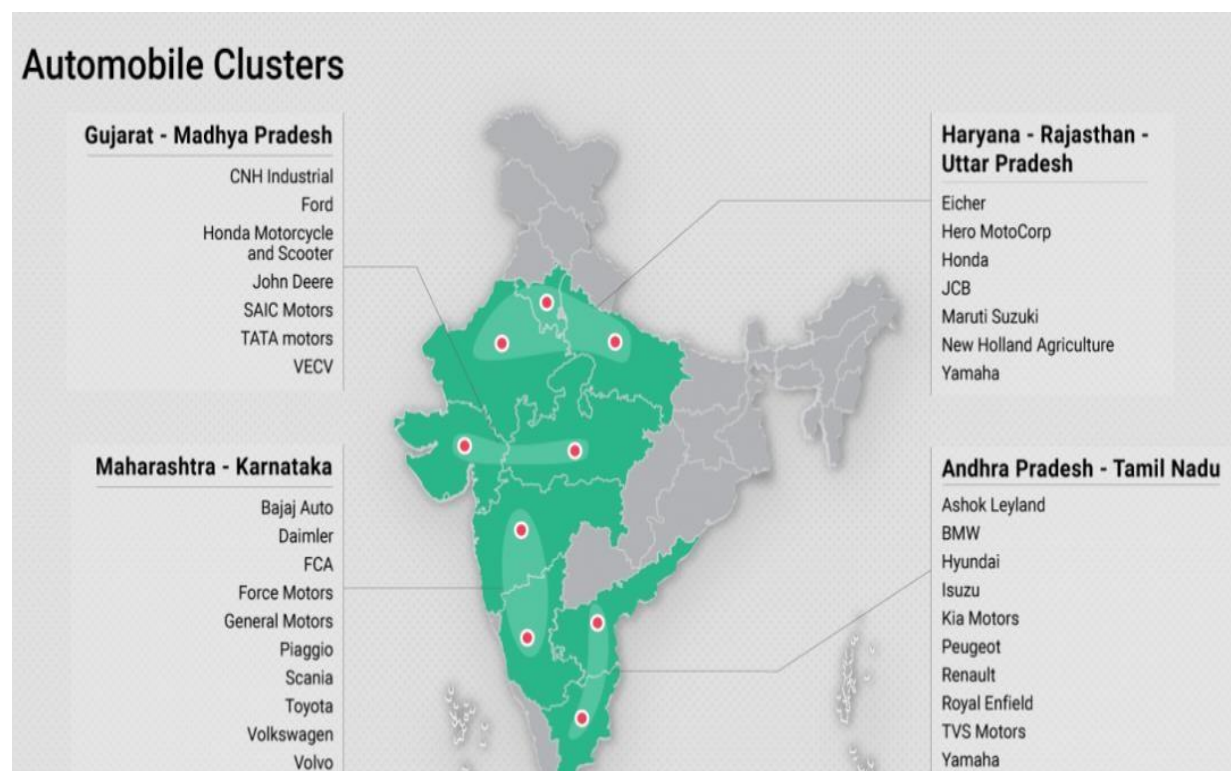 Automobile Clusters
Gujarat - Madhya Pradesh
CNH Industrial
Ford
Honda Motorcycle
and Scooter
John Deere
SAIC Motors
TATA motors
VECV
Maharashtra - Karnataka
Bajaj Auto
Daimler
FCA
Force Motors
General Motors
Piaggio
Scania
Toyota
Volkswagen
Volvo
Haryana - Rajasthan -
Uttar Pradesh
Eicher
Hero MotoCorp
Honda
JCB
Maruti Suzuki
New Holland Agriculture
Yamaha
Andhra Pradesh - Tamil Nadu
Ashok Leyland
BMW
Hyundai
Isuzu
Kia Motors
Peugeot
Renault
Royal Enfield
TVS Motors
Yamaha